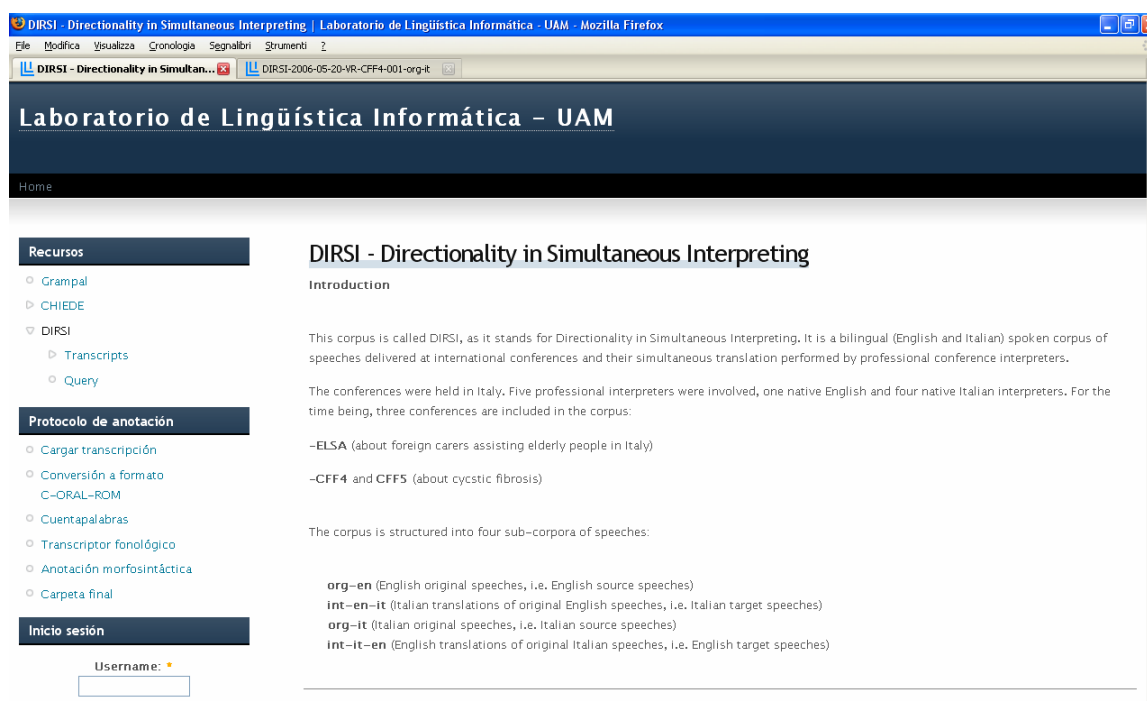 DIRSI - Directionality in Simultaneous Interpreting | Laboratorio de Lingüística Informática - UAM - Mozilla Firefox
File Modifica Visualizza Cronologia Segnalibri Strumenti ?
DIRSI - Directionality in Simultan... DIRSI-2006-05-20-VR-CFF4-001-org-it
Laboratorio de Lingüística Informática - UAM
Home
Recursos
Grampal
CHIEDE
DIRSI
Transcripts
Query
Protocolo de anotación
Cargar transcripción
Conversión a formato
C-ORAL-ROM
Cuentapalabras
Transcriptor fonológico
Anotación morfosintáctica
Carpeta final
Inicio sesión
Username: *
DIRSI - Directionality in Simultaneous Interpreting
Introduction
This corpus is called DIRSI, as it stands for Directionality in Simultaneous Interpreting. It is a bilingual (English and Italian) spoken corpus of
speeches delivered at international conferences and their simultaneous translation performed by professional conference interpreters.
The conferences were held in Italy. Five professional interpreters were involved, one native English and four native Italian interpreters. For the
time being, three conferences are included in the corpus:
-ELSA (about foreign carers assisting elderly people in Italy)
-CFF4 and CFF5 (about cycstic fibrosis)
The corpus is structured into four sub-corpora of speeches:
org-en (English original speeches, i.e. English source speeches)
int-en-it (Italian translations of original English speeches, i.e. Italian target speeches)
org-it (Italian original speeches, i.e. Italian source speeches)
int-it-en (English translations of original Italian speeches, i.e. English target speeches)